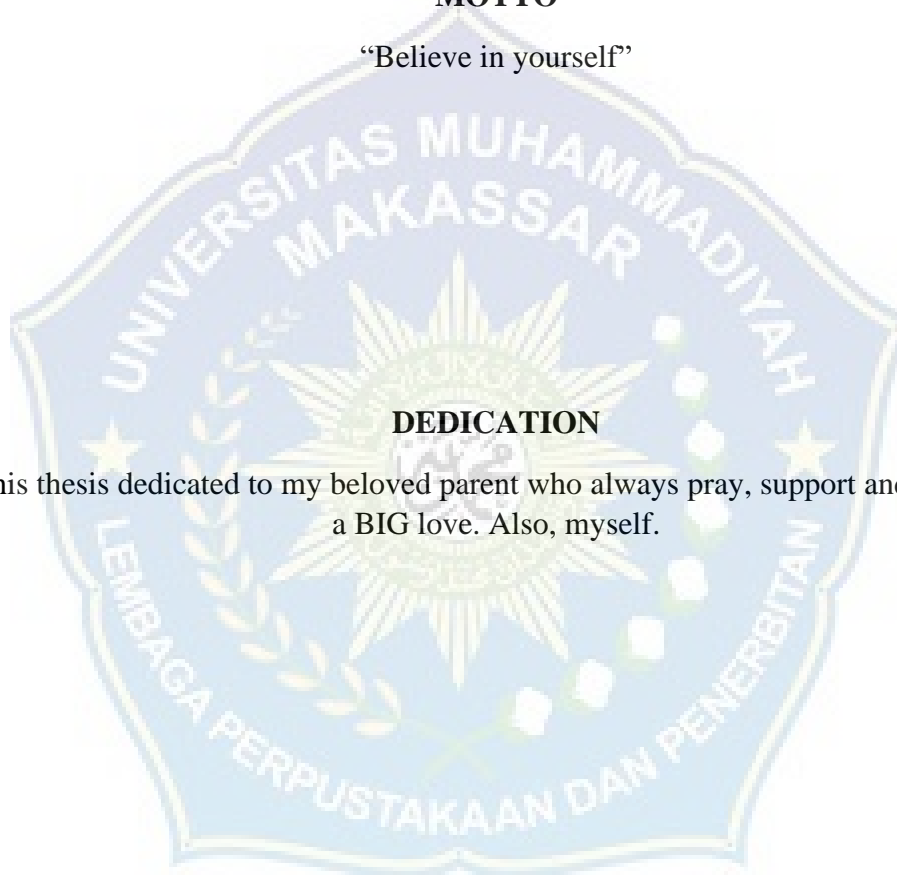 MOTTO
“Believe in yourself”
UNIVERSITAS MUHAMMADIYAH
MAKASSAR
DEDICATION
his thesis dedicated to my beloved parent who always pray, support and
a BIG love. Also, myself.
LEMBAGA PERPUSTAKAAN DAN PENERBITAN